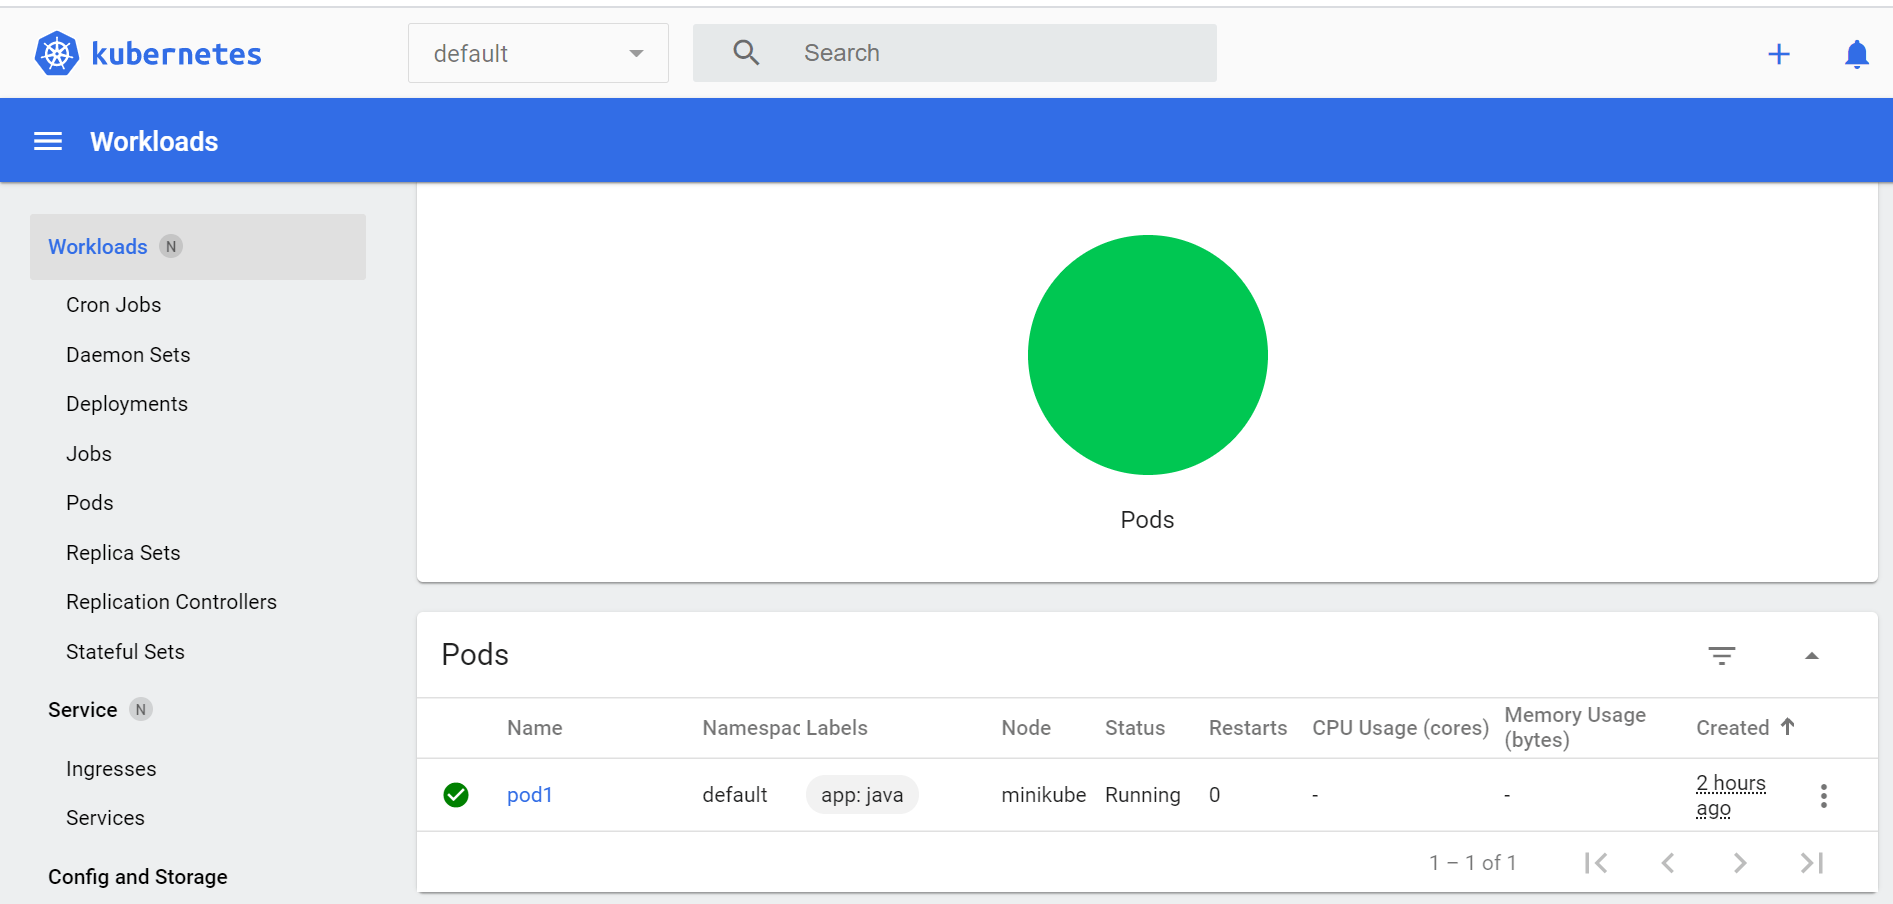 kubernetes
default
Search
Workloads
Workloads N
Cron Jobs
Daemon Sets
Deployments
Jobs
Pods
Replica Sets
Replication Controllers
Stateful Sets
Service N
Ingresses
Services
Config and Storage
Pods
Pods
Name Namespac Labels Node Status Restarts CPU Usage (cores) Memory Usage (bytes) Created
pod1 default app: java minikube Running 0 - - 2 hours ago
1 – 1 of 1